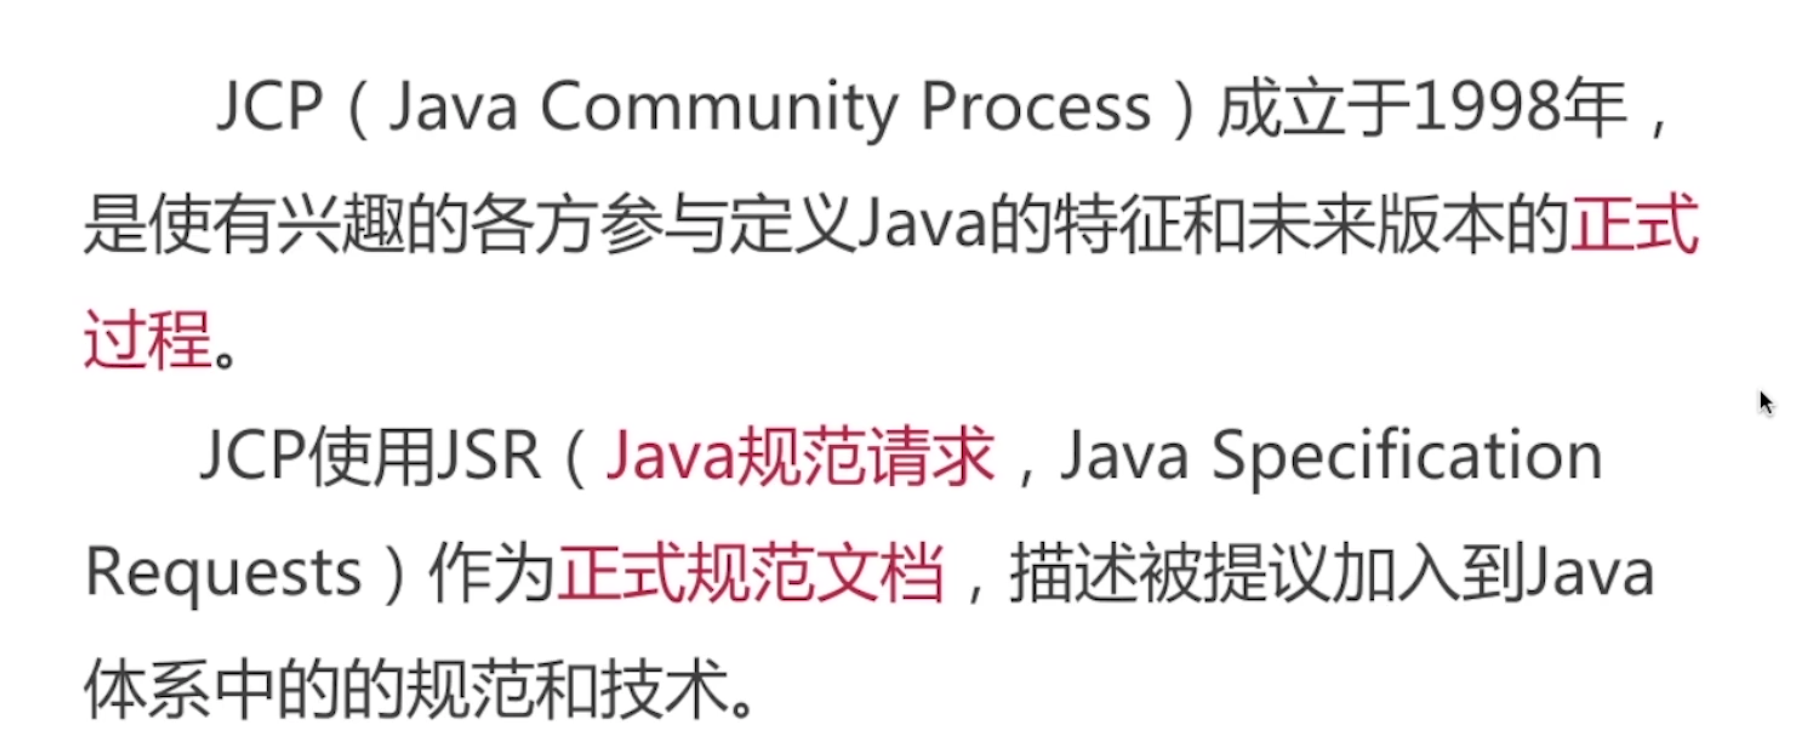 JCP（Java Community Process）成立于1998年，
是使有兴趣的各方参与定义Java的特征和未来版本的正式
过程。
JCP使用JSR（Java规范请求，Java Specification
Requests）作为正式规范文档，描述被提议加入到Java
体系中的的规范和技术。